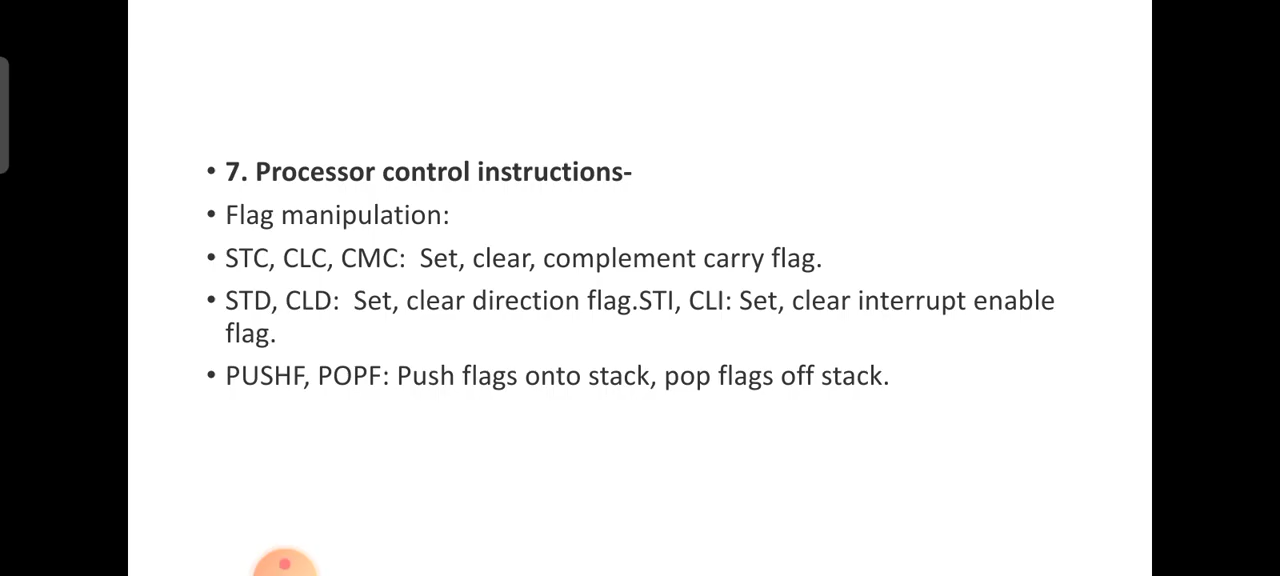 • 7. Processor control instructions-
• Flag manipulation:
• STC, CLC, CMC:  Set, clear, complement carry flag.
• STD, CLD:  Set, clear direction flag.STI, CLI: Set, clear interrupt enable
flag.
• PUSHF, POPF: Push flags onto stack, pop flags off stack.